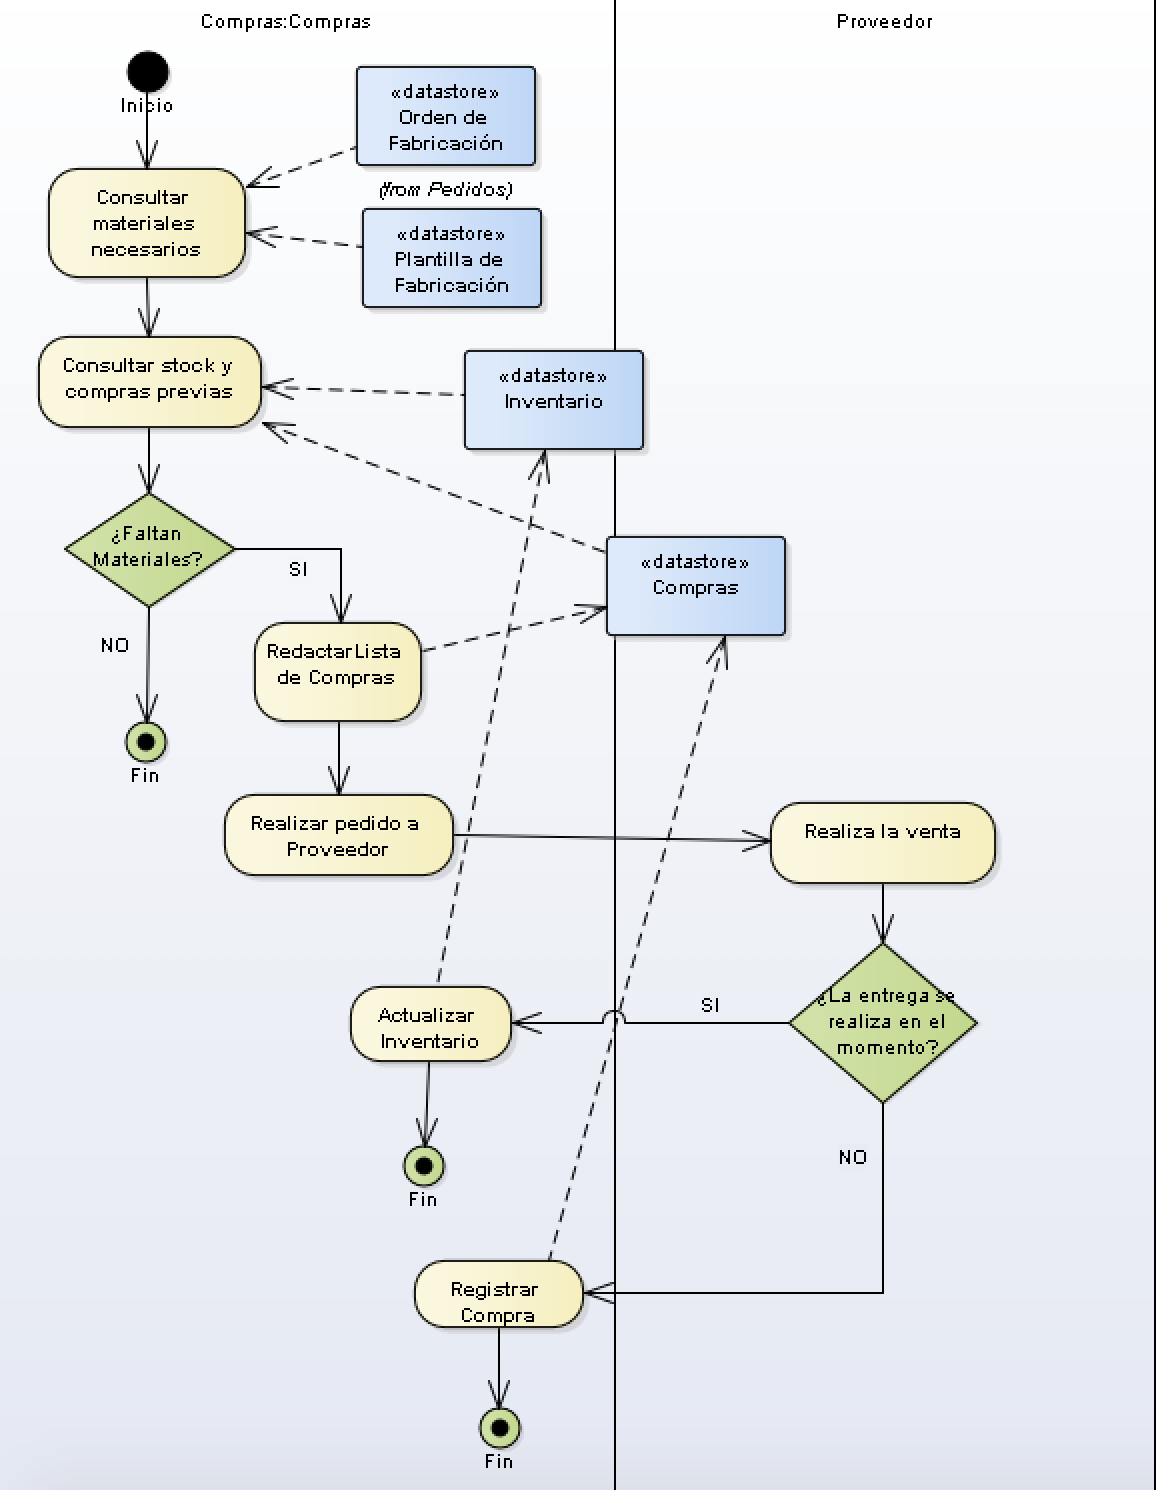 Compras:Compras
Proveedor
Inicio
«datastore»
Orden de
Fabricación
(from Pedidos)
Consultar
materiales
necesarios
«datastore»
Plantilla de
Fabricación
Consultar stock y
compras previas
«datastore»
Inventario
¿Faltan
Materiales?
SI
NO
«datastore»
Compras
Redactar Lista
de Compras
Fin
Realizar pedido a
Proveedor
Realiza la venta
¿La entrega se
realiza en el
momento?
SI
Actualizar
Inventario
NO
Fin
Registrar
Compra
Fin